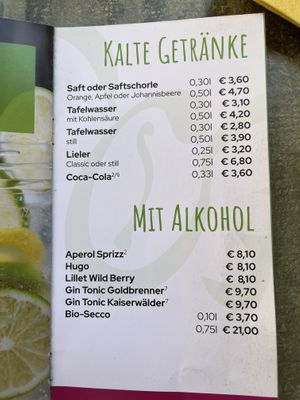 KALTE GETRÄNKE
Saft oder Saftschorle 0,30l € 3,60
Orange, Apfel oder Johannisbeere 0,50l € 4,70
Tafelwasser 0,30l € 3,10
mit Kohlensäure 0,50l € 4,20
Tafelwasser 0,30l € 2,80
still 0,50l € 3,90
Lieler 0,25l € 3,20
Classic oder still 0,75l € 6,80
Coca-Cola²/⁶ 0,33l € 3,60
MIT ALKOHOL
Aperol Sprizz² € 8,10
Hugo € 8,10
Lillet Wild Berry € 8,10
Gin Tonic Goldbrenner⁷ € 9,70
Gin Tonic Kaiserwälder⁷ € 9,70
Bio-Secco 0,10l € 3,70
0,75l € 21,00